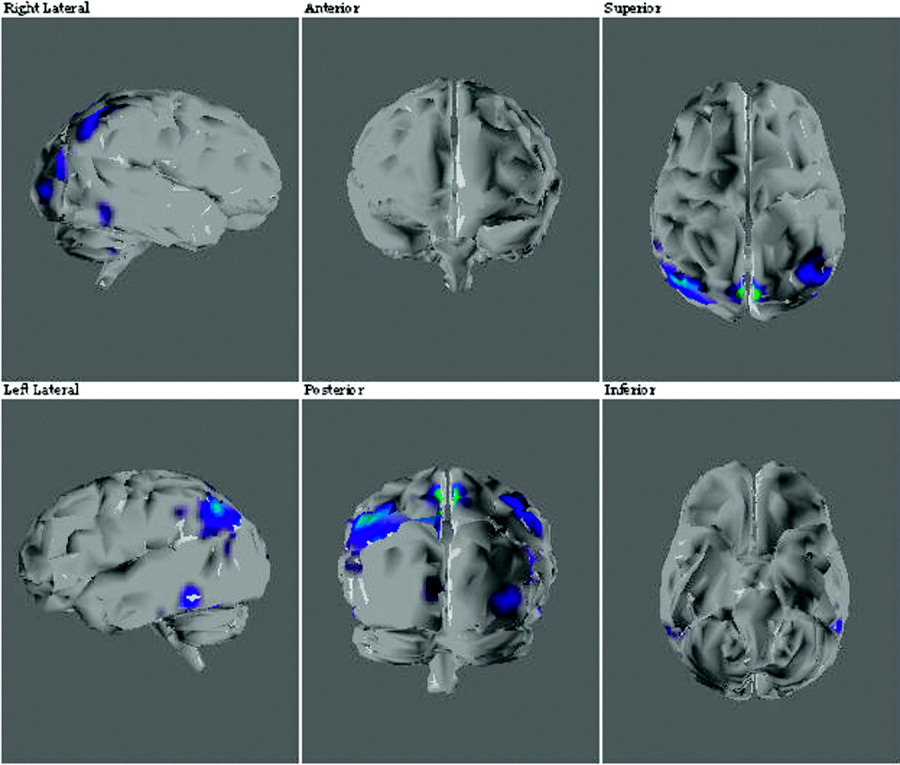 Right Lateral
Anterior
Superior
Left Lateral
Posterior
Inferior